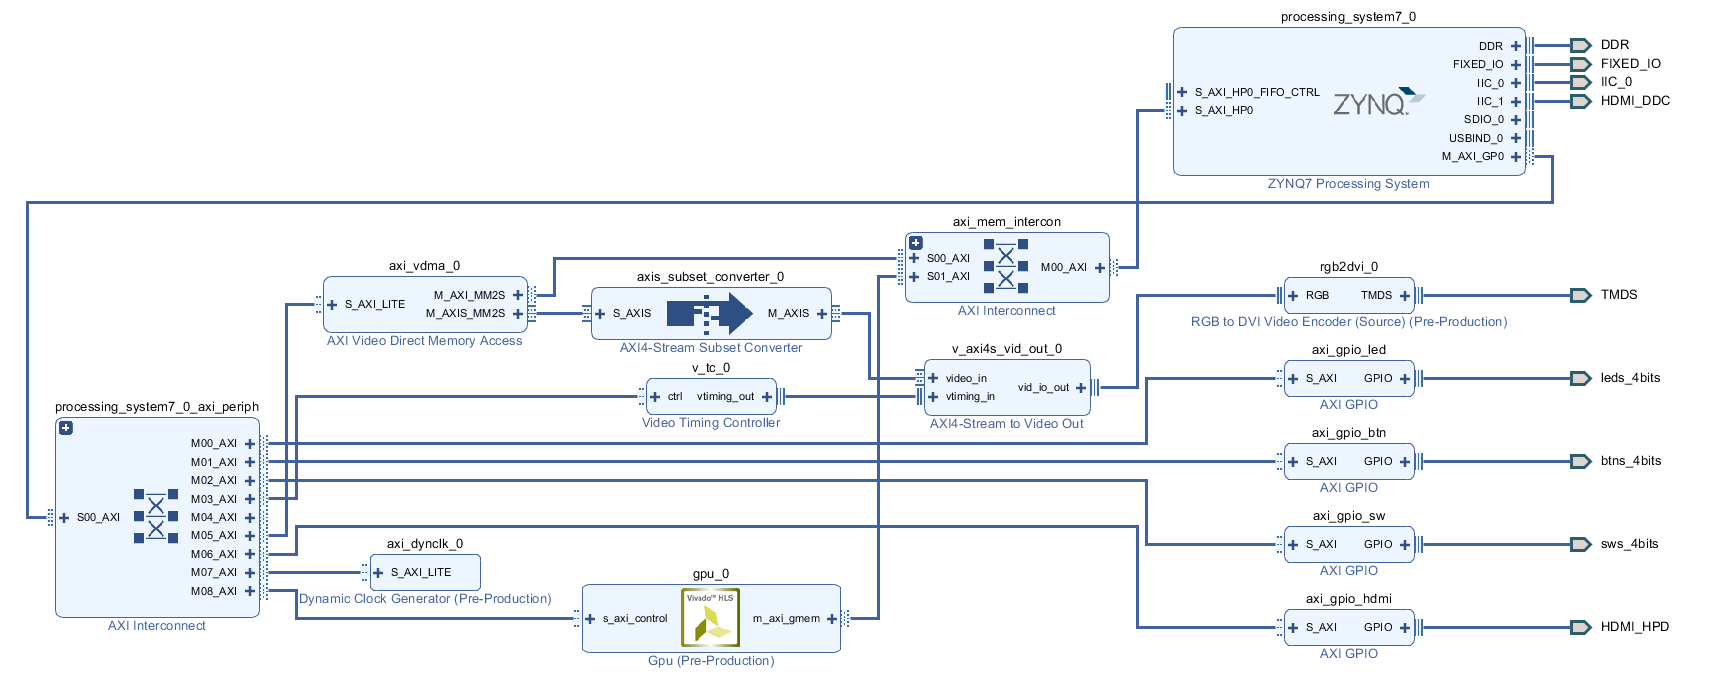 processing_system7_0
DDR
FIXED_IO
IIC_0
S_AXI_HP0_FIFO_CTRL
IIC_1
S_AXI_HP0
ZYNQ
SDIO_0
USBIND_0
M_AXI_GP0
ZYNQ7 Processing System
DDR
FIXED_IO
IIC_0
HDMI_DDC
axi_mem_intercon
S00_AXI
S01_AXI
M00_AXI
AXI Interconnect
axi_vdma_0
S_AXI_LITE
M_AXI_MM2S
M_AXIS_MM2S
AXI Video Direct Memory Access
axis_subset_converter_0
S_AXIS
M_AXIS
AXI4-Stream Subset Converter
rgb2dvi_0
RGB
TMDS
RGB to DVI Video Encoder (Source) (Pre-Production)
TMDS
v_tc_0
ctrl
vtiming_out
Video Timing Controller
v_axi4s_vid_out_0
video_in
vtiming_in
vid_io_out
AXI4-Stream to Video Out
axi_gpio_led
S_AXI
GPIO
AXI GPIO
leds_4bits
processing_system7_0_axi_periph
S00_AXI
M00_AXI
M01_AXI
M02_AXI
M03_AXI
M04_AXI
M05_AXI
M06_AXI
M07_AXI
M08_AXI
AXI Interconnect
axi_gpio_btn
S_AXI
GPIO
AXI GPIO
btns_4bits
axi_gpio_sw
S_AXI
GPIO
AXI GPIO
sws_4bits
axi_dynclk_0
S_AXI_LITE
Dynamic Clock Generator (Pre-Production)
gpu_0
s_axi_control
Vivado™ HLS
m_axi_gmem
Gpu (Pre-Production)
axi_gpio_hdmi
S_AXI
GPIO
AXI GPIO
HDMI_HPD